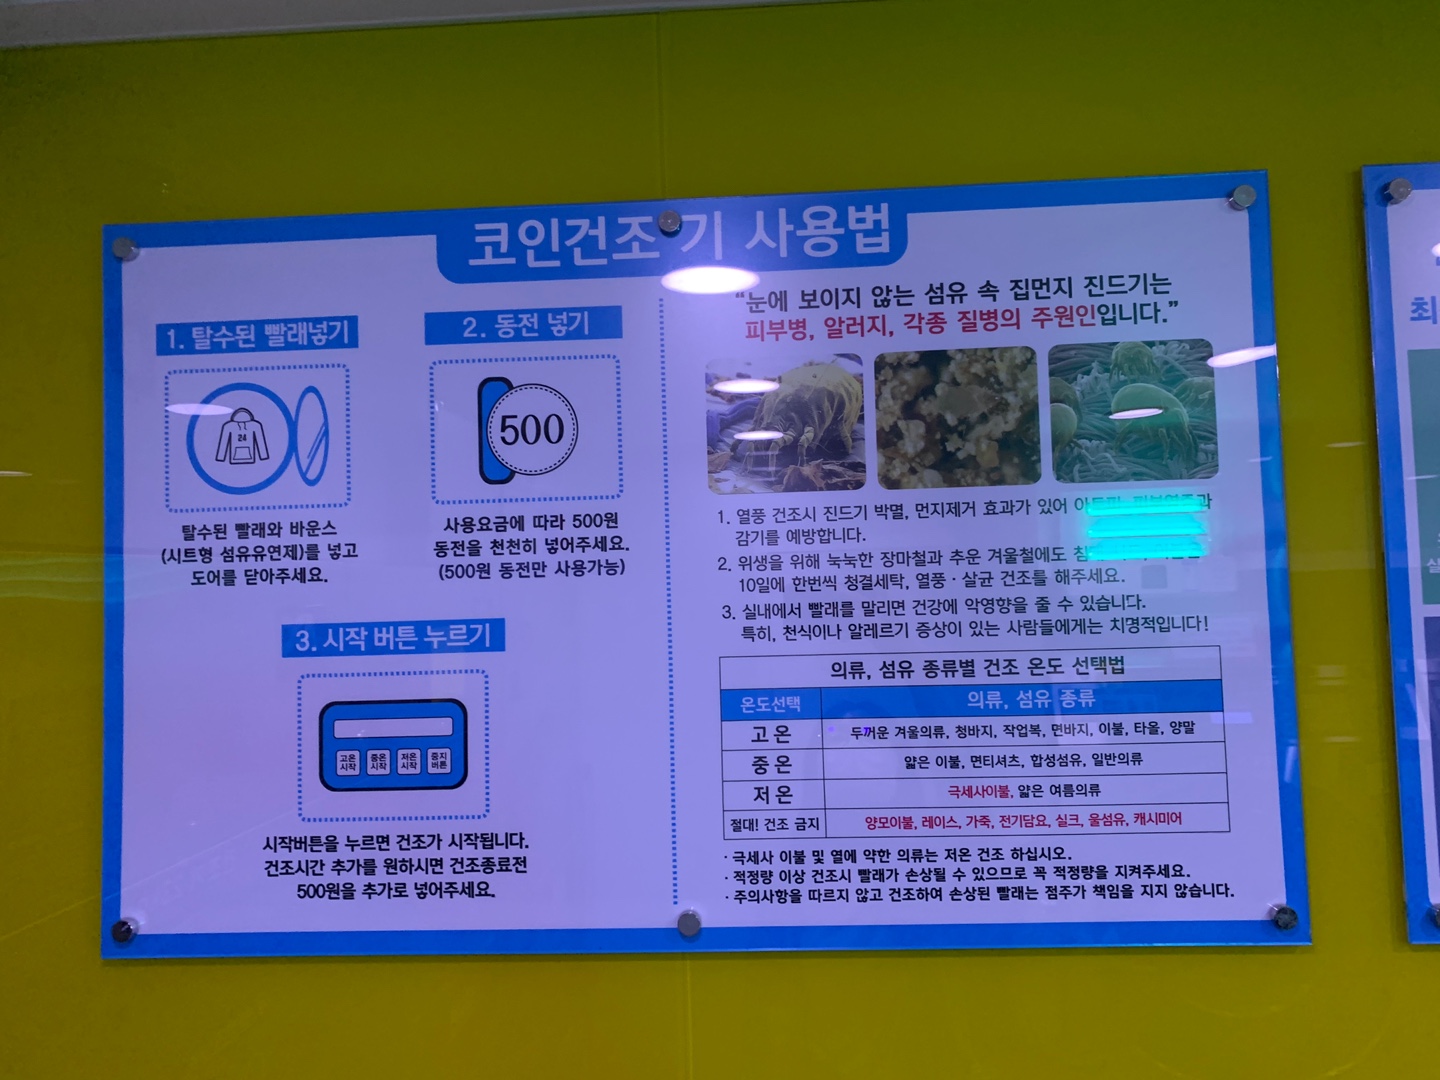 코인건조기 사용법
1. 탈수된 빨래넣기
24
탈수된 빨래와 바운스
(시트형 섬유유연제)를 넣고
도어를 닫아주세요.
2. 동전 넣기
500
사용요금에 따라 500원
동전을 천천히 넣어주세요.
(500원 동전만 사용가능)
3. 시작 버튼 누르기
고온 중온 저온 중지
시작 시작 시작 버튼
시작버튼을 누르면 건조가 시작됩니다.
건조시간 추가를 원하시면 건조종료전
500원을 추가로 넣어주세요.
“눈에 보이지 않는 섬유 속 집먼지 진드기는
피부병, 알러지, 각종 질병의 주원인입니다.”
1. 열풍 건조시 진드기 박멸, 먼지제거 효과가 있어
감기를 예방합니다.
2. 위생을 위해 눅눅한 장마철과 추운 겨울철에도
10일에 한번씩 청결세탁, 열풍·살균 건조를 해주세요.
3. 실내에서 빨래를 말리면 건강에 악영향을 줄 수 있습니다.
특히, 천식이나 알레르기 증상이 있는 사람들에게는 치명적입니다!
의류, 섬유 종류별 건조 온도 선택법
온도선택 의류, 섬유 종류
고온 두꺼운 겨울의류, 청바지, 작업복, 면바지, 이불, 타올, 양말
중온 얇은 이불, 면티셔츠, 합성섬유, 일반의류
저온 극세사이불, 얇은 여름의류
절대! 건조 금지 양모이불, 레이스, 가죽, 전기담요, 실크, 울섬유, 캐시미어
· 극세사 이불 및 열에 약한 의류는 저온 건조 하십시오.
· 적정량 이상 건조시 빨래가 손상될 수 있으므로 꼭 적정량을 지켜주세요.
· 주의사항을 따르지 않고 건조하여 손상된 빨래는 점주가 책임을 지지 않습니다.
최
살